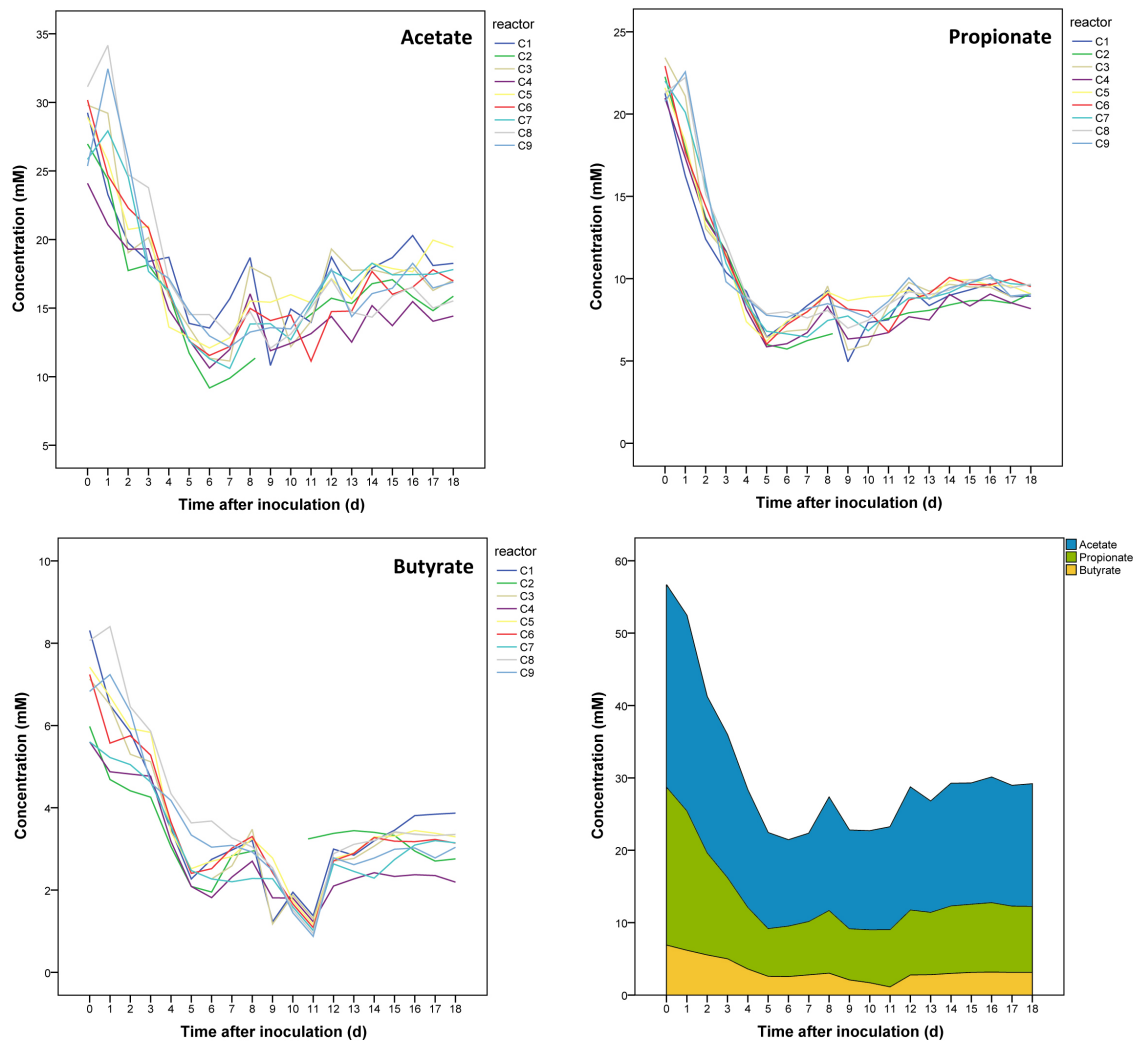 Acetate
Concentration (mM)
35
30
25
20
15
10
5
0 1 2 3 4 5 6 7 8 9 10 11 12 13 14 15 16 17 18
Time after inoculation (d)
reactor
C1
C2
C3
C4
C5
C6
C7
C8
C9
Propionate
Concentration (mM)
25
20
15
10
5
0
0 1 2 3 4 5 6 7 8 9 10 11 12 13 14 15 16 17 18
Time after inoculation (d)
reactor
C1
C2
C3
C4
C5
C6
C7
C8
C9
Butyrate
Concentration (mM)
10
8
6
4
2
0
0 1 2 3 4 5 6 7 8 9 10 11 12 13 14 15 16 17 18
Time after inoculation (d)
reactor
C1
C2
C3
C4
C5
C6
C7
C8
C9
Concentration (mM)
60
50
40
30
20
10
0
0 1 2 3 4 5 6 7 8 9 10 11 12 13 14 15 16 17 18
Time after inoculation (d)
Acetate
Propionate
Butyrate